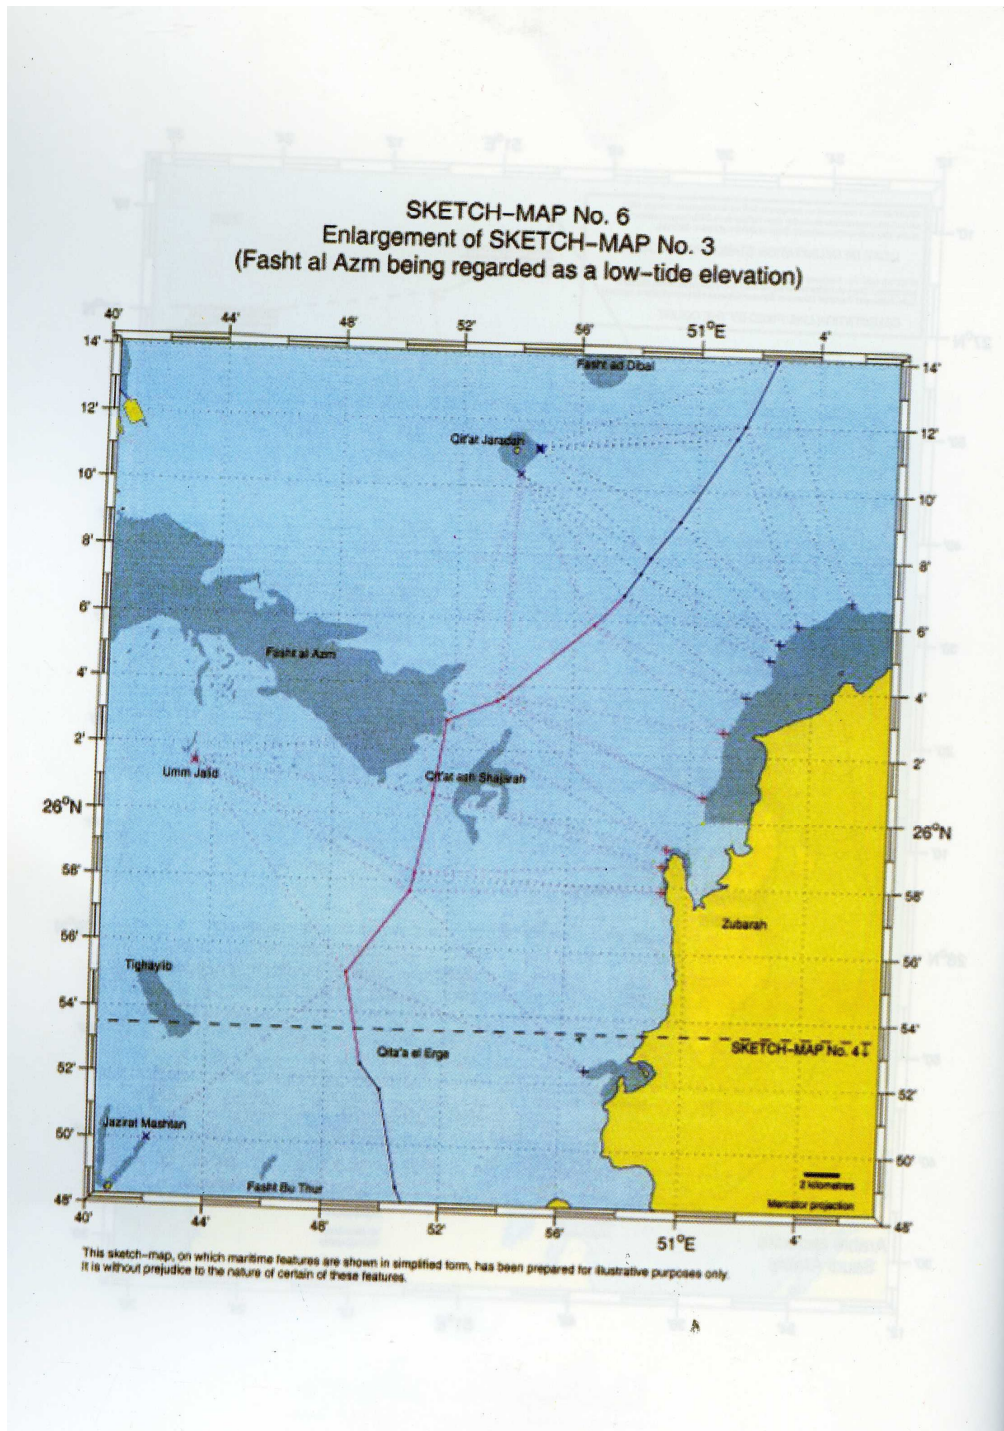 SKETCH-MAP No. 6
Enlargement of SKETCH-MAP No. 3
(Fasht al Azm being regarded as a low-tide elevation)
40' 44' 48' 52' 56' 51°E 4'
14' 14'
Fasht ad Dibal
12' 12'
Qit'at Jaradah
10' 10'
8' 8'
6' 6'
Fasht al Azm
4' 4'
2' 2'
Umm Jalid
Qit'at ash Shajarah
26°N 26°N
58' 58'
Zubarah
56' 56'
Tighaylib
54' 54'
SKETCH-MAP No. 4
Qita'a el Erge
52' 52'
Jazirat Mashtan
50' 50'
2 kilometres
Fasht Bu Thur
Mercator projection
48' 48'
40' 44' 48' 52' 56' 51°E 4'
This sketch-map, on which maritime features are shown in simplified form, has been prepared for illustrative purposes only.
It is without prejudice to the nature of certain of these features.